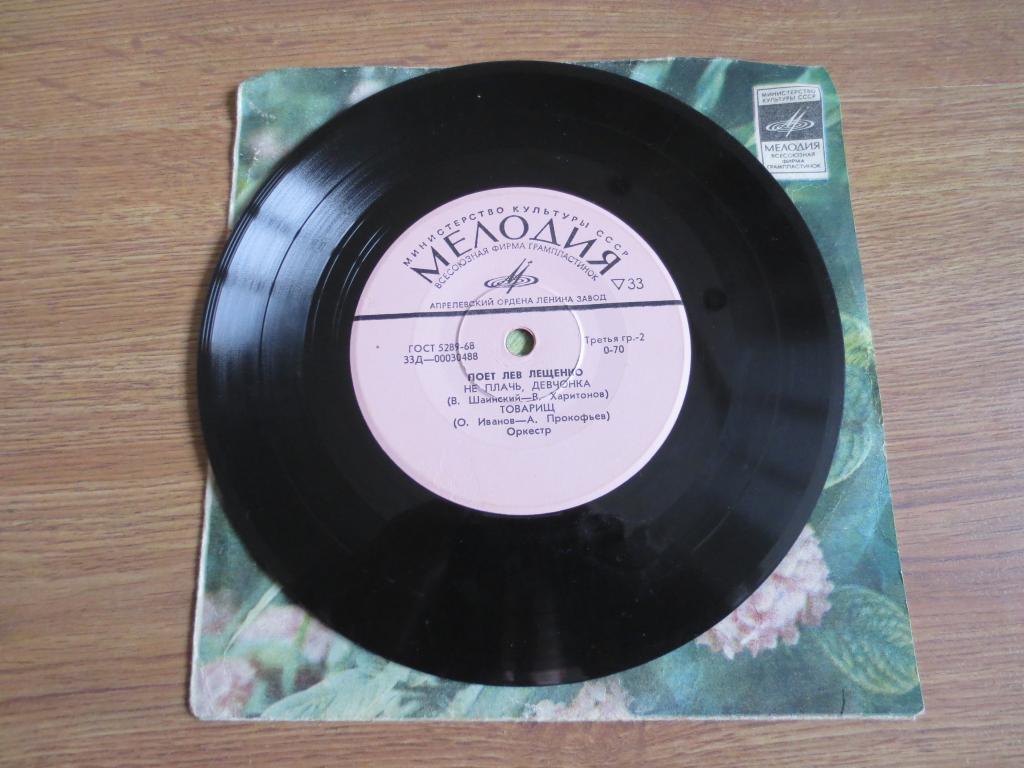 МИНИСТЕРСТВО
КУЛЬТУРЫ СССР
МЕЛОДИЯ
ВСЕСОЮЗНАЯ
ФИРМА
ГРАМПЛАСТИНОК
МИНИСТЕРСТВО КУЛЬТУРЫ СССР
МЕЛОДИЯ
ВСЕСОЮЗНАЯ ФИРМА ГРАМПЛАСТИНОК
▽33
АПРЕЛЕВСКИЙ ОРДЕНА ЛЕНИНА ЗАВОД
ГОСТ 5289-68 Третья гр.-2
33Д—00030488 0-70
ПОЕТ ЛЕВ ЛЕЩЕНКО
НЕ ПЛАЧЬ, ДЕВЧОНКА
(В. Шаинский—В. Харитонов)
ТОВАРИЩ
(О. Иванов—А. Прокофьев)
Оркестр